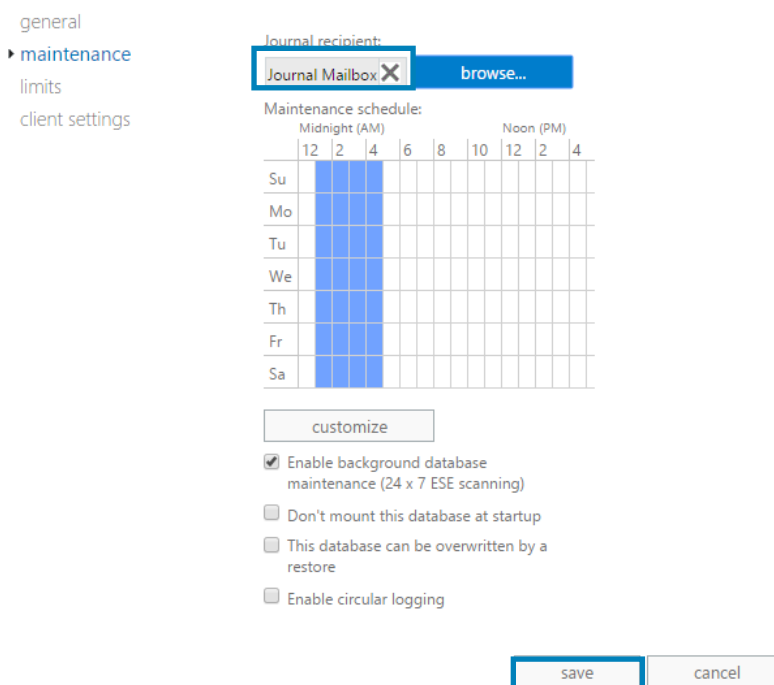 general
maintenance
limits
client settings
Journal recipient:
Journal Mailbox browse...
Maintenance schedule:
Midnight (AM) Noon (PM)
12 2 4 6 8 10 12 2 4
Su
Mo
Tu
We
Th
Fr
Sa
customize
Enable background database
maintenance (24 x 7 ESE scanning)
Don't mount this database at startup
This database can be overwritten by a
restore
Enable circular logging
save cancel